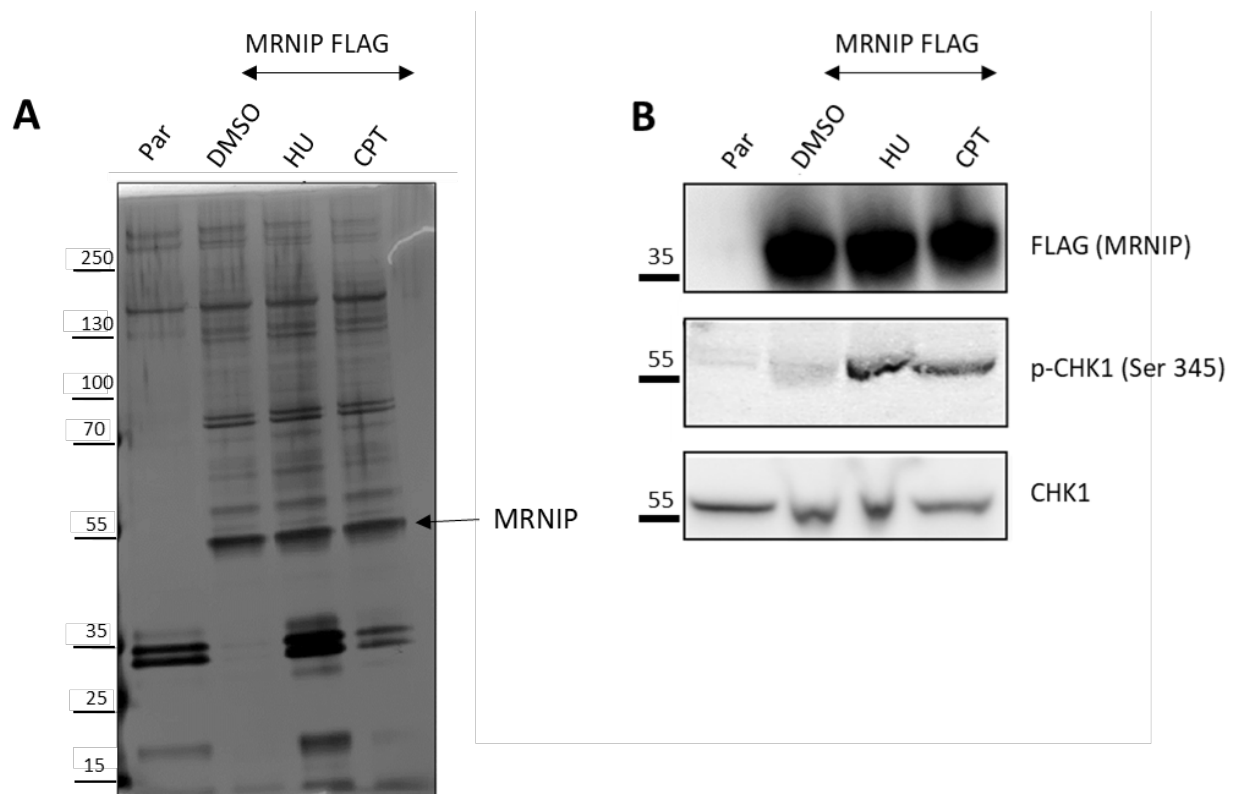 MRNIP FLAG
A
Par
DMSO
HU
CPT
250
130
100
70
55
35
25
15
MRNIP
MRNIP FLAG
B
Par
DMSO
HU
CPT
35
FLAG (MRNIP)
55
p-CHK1 (Ser 345)
55
CHK1